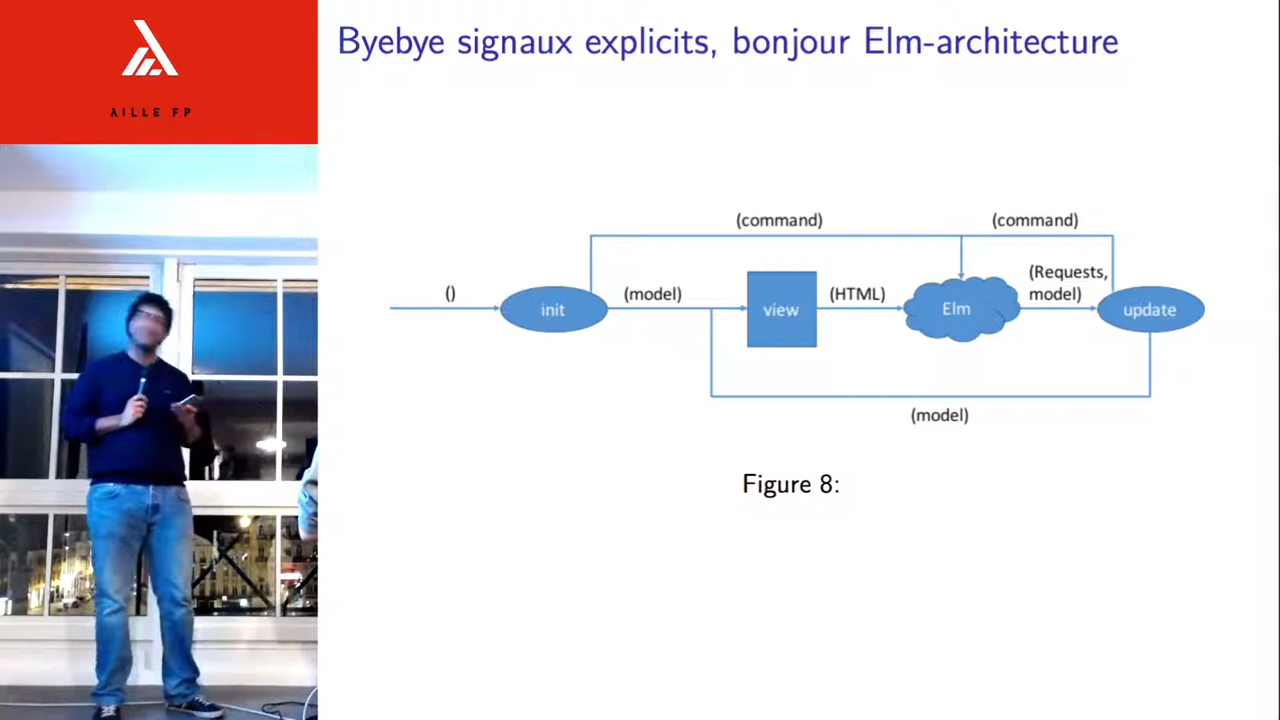 λILLE FP
Byebye signaux explicits, bonjour Elm-architecture
(command)
(command)
()
init
(model)
view
(HTML)
Elm
(Requests,
model)
update
(model)
Figure 8: